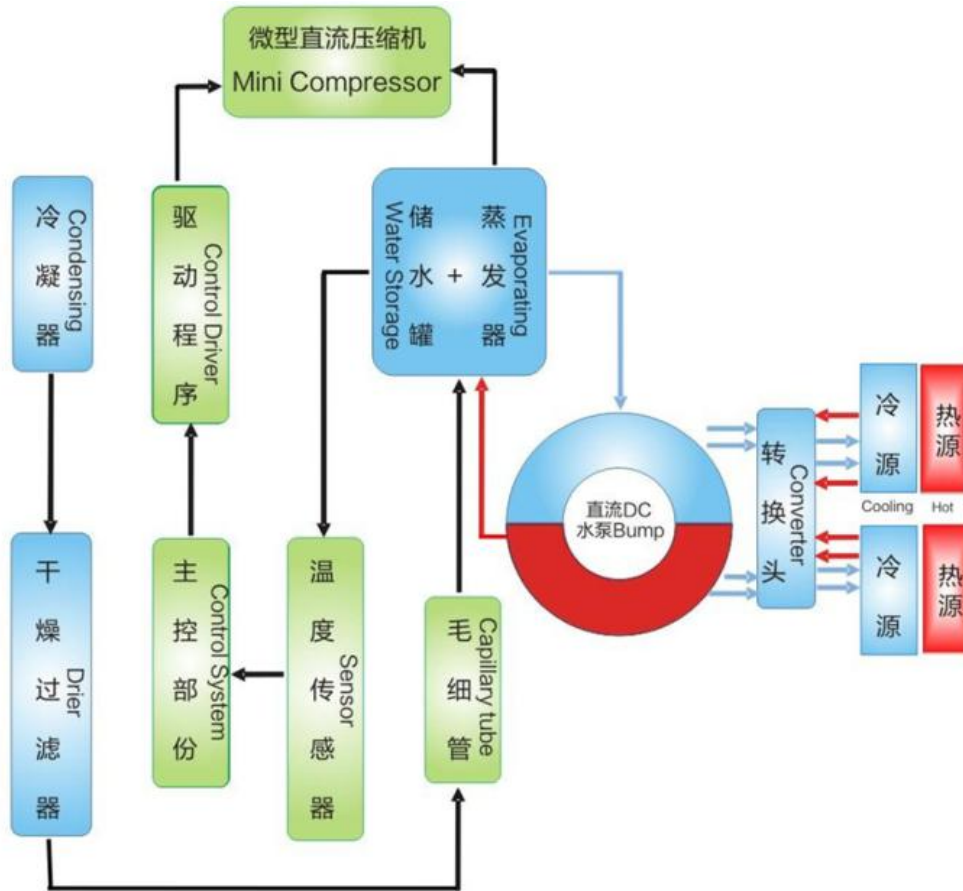 微型直流压缩机
Mini Compressor
冷凝器
Condensing
驱动程序
Control Driver
储水罐
Water Storage
+
蒸发器
Evaporating
直流DC
水泵Bump
转换头
Converter
冷源
热源
Cooling
Hot
冷源
热源
干燥过滤器
Drier
主控部份
Control System
温度传感器
Sensor
毛细管
Capillary tube